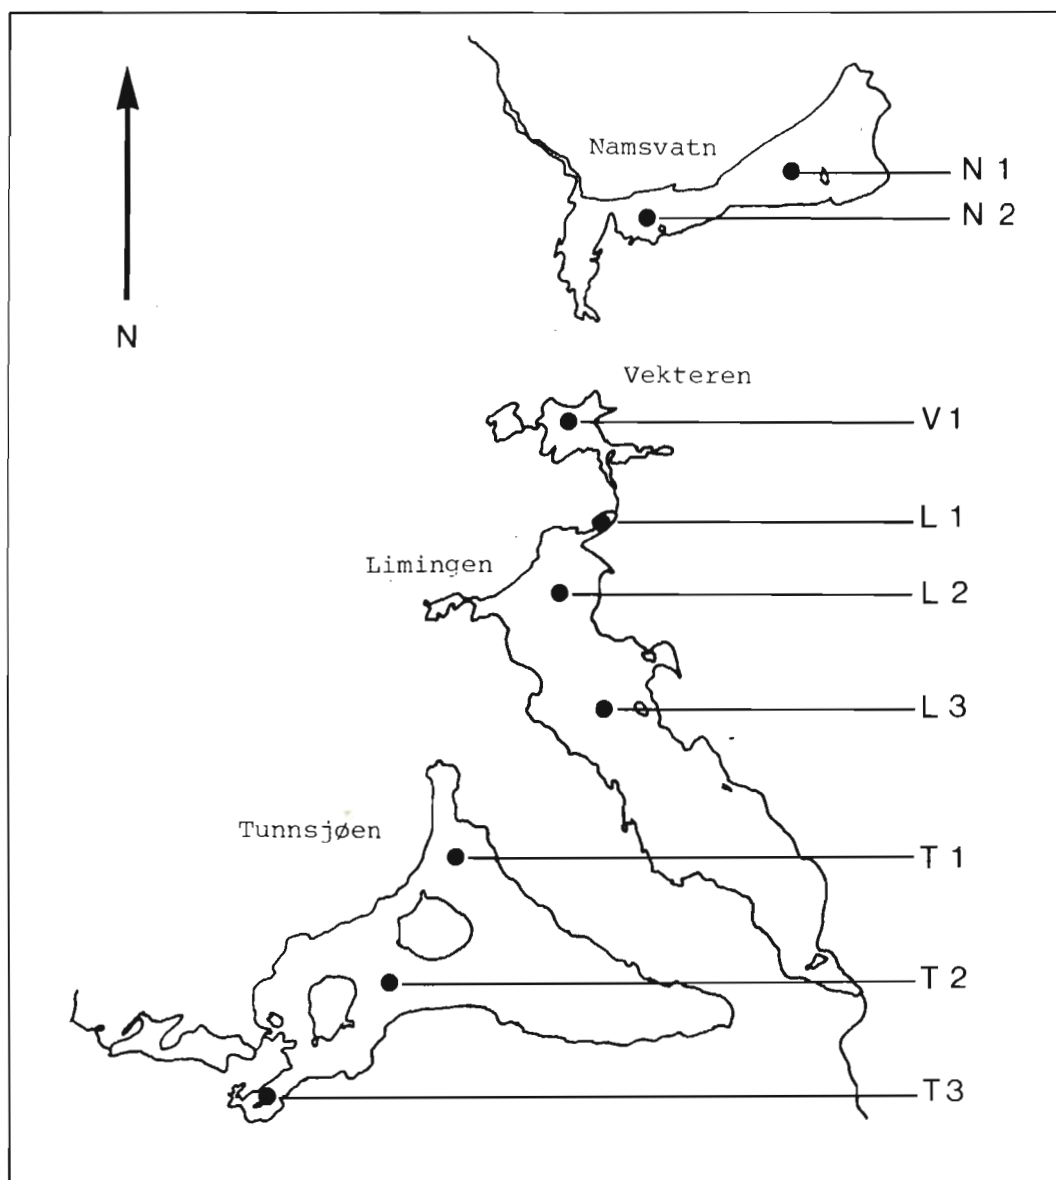 Namsvatn
N 1
N 2
N
Vekteren
V 1
L 1
Limingen
L 2
L 3
Tunnsjøen
T 1
T 2
T 3